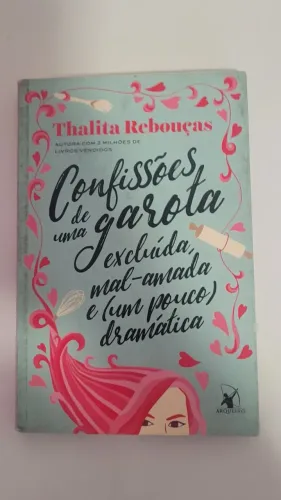 Thalita Rebouças
AUTORA COM 2 MILHÕES DE
LIVROS VENDIDOS
Confissões
de uma garota
excluída,
mal-amada
e (um pouco)
dramática
ARQUEIRO